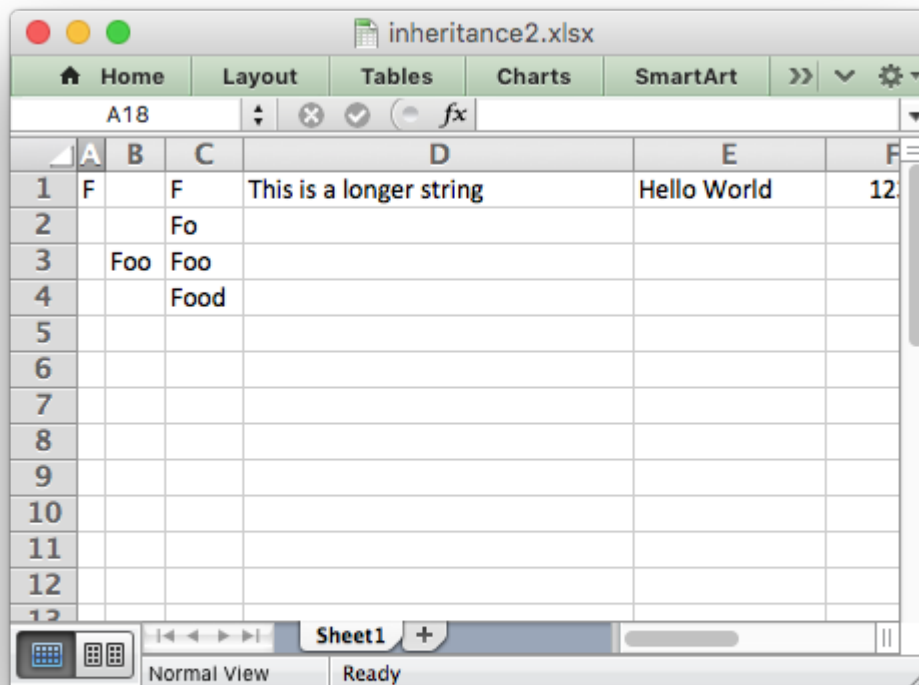 inheritance2.xlsx
Home Layout Tables Charts SmartArt
A18 fx
A B C D E F
1 F F This is a longer string Hello World
2 Fo
3 Foo Foo
4 Food
5
6
7
8
9
10
11
12
13
Sheet1 +
Normal View Ready